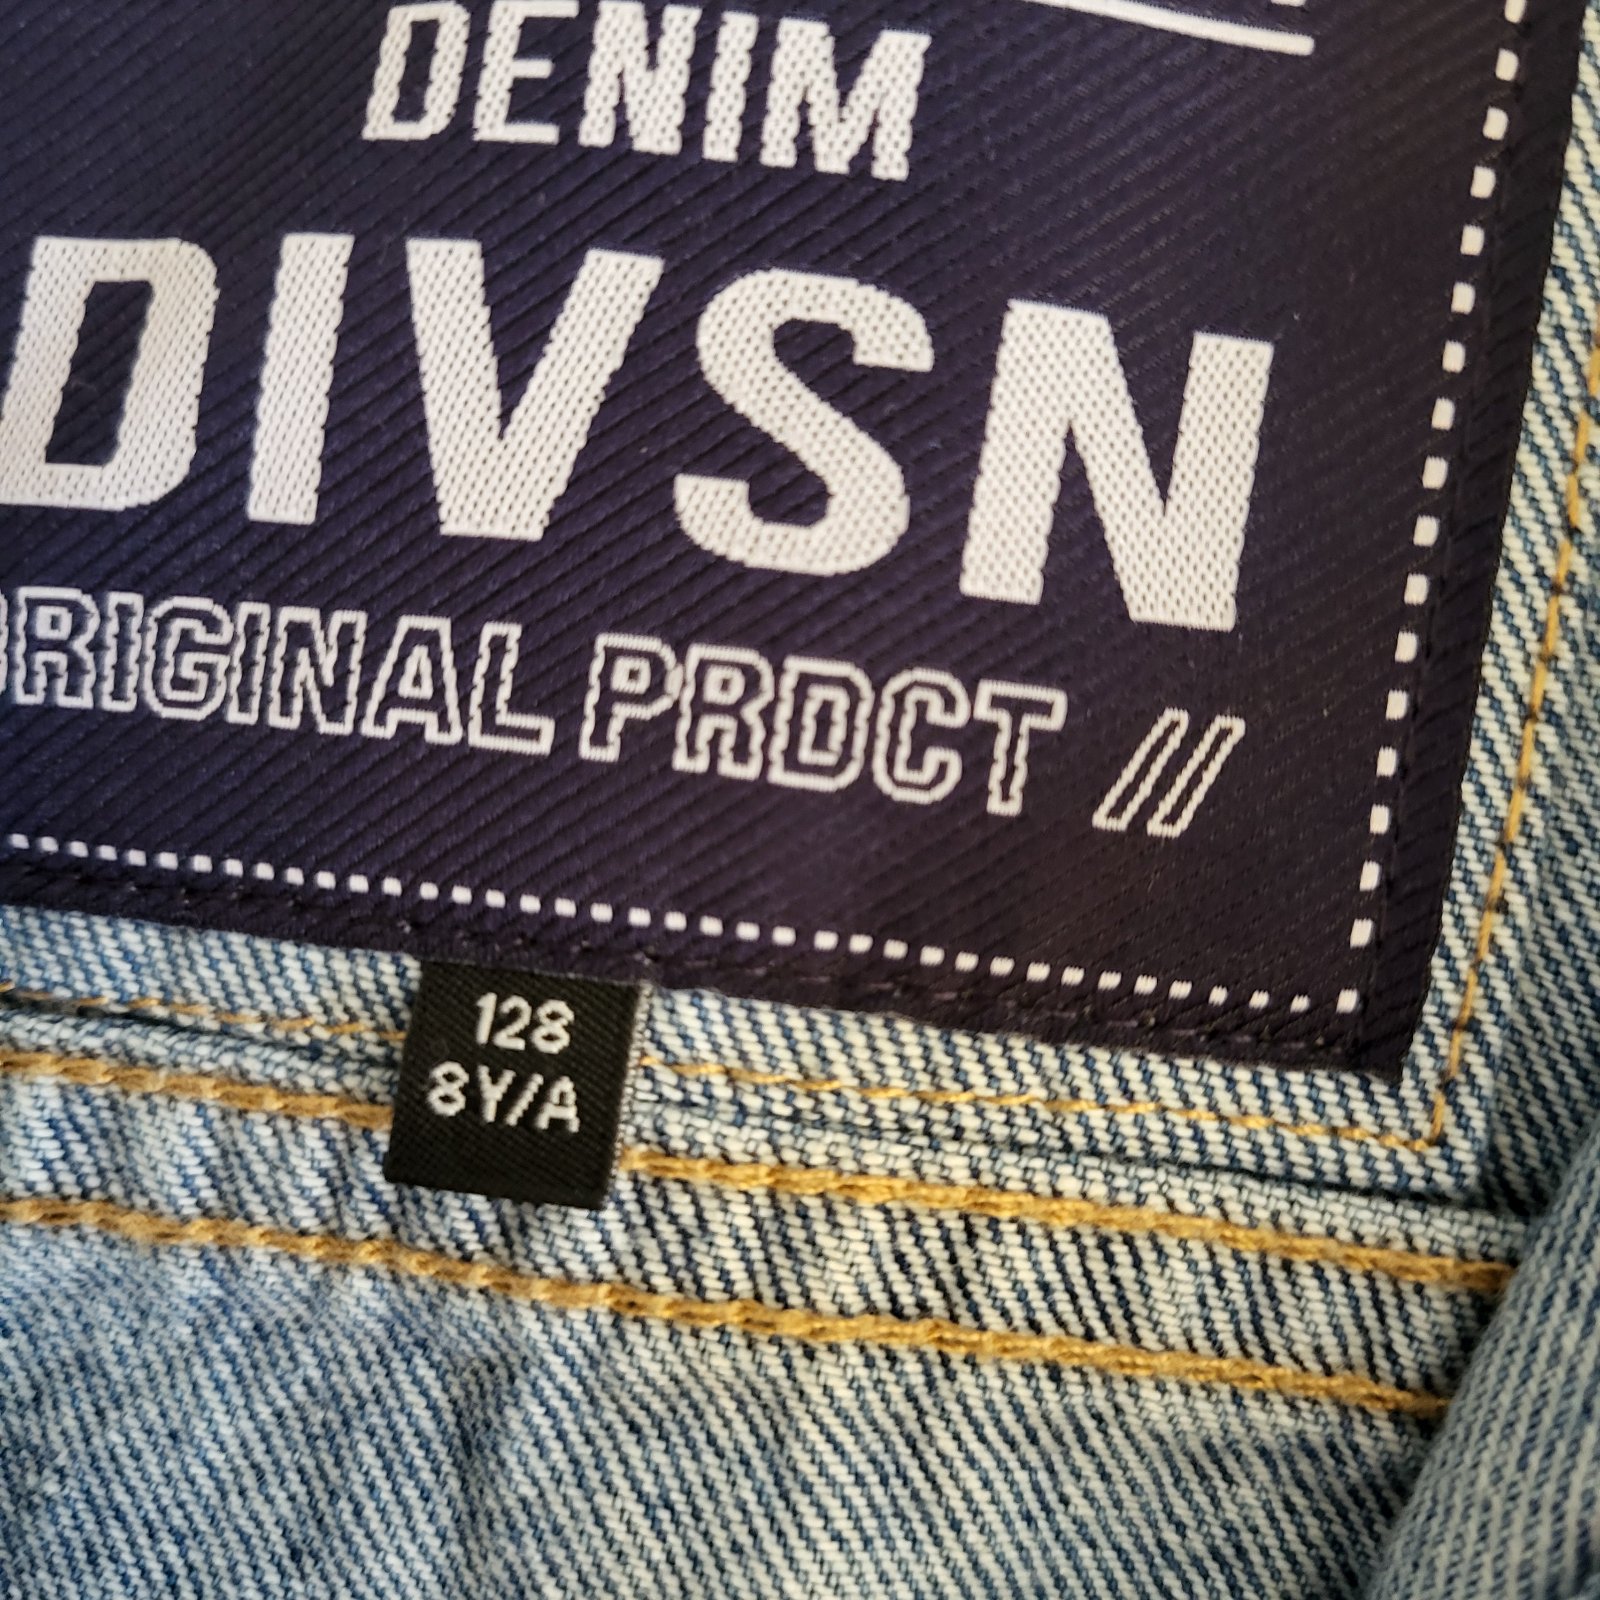 DENIM
DIVSN
ORIGINAL PRDCT //
128
8Y/A